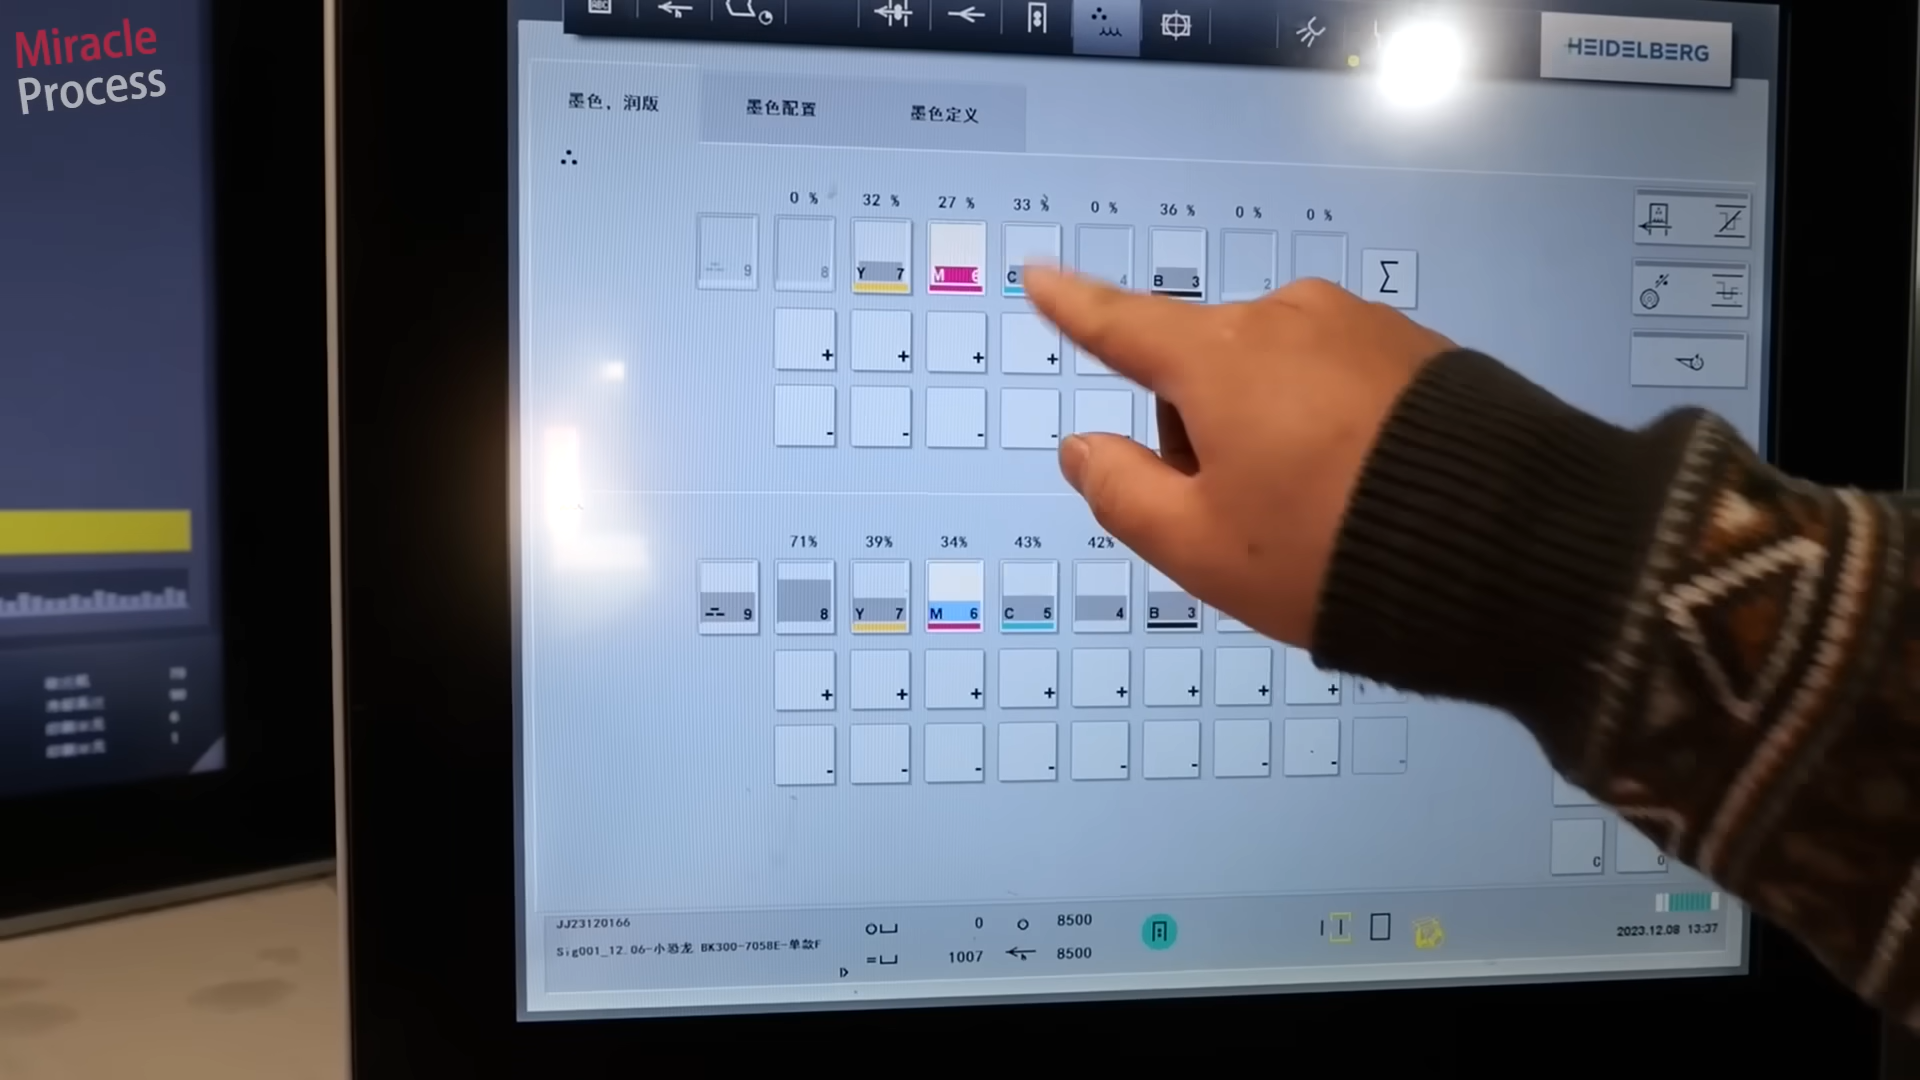 Miracle
Process
ABC
HEIDELBERG
墨色，润版
墨色配置
墨色定义
0 % 32 % 27 % 33 % 0 % 36 % 0 % 0 %
9 8 Y 7 M 6 C 4 B 3 2 Σ
+ + + +
- - - -
71% 39% 34% 43% 42%
9 8 Y 7 M 6 C 5 4 B 3
+ + + + + + + +
- - - - - - - - -
C 0
JJ23120166
Sig001_12.06-小恐龙 BK300-7058E-单款F
0 8500
1007 8500
2023.12.08 13:37